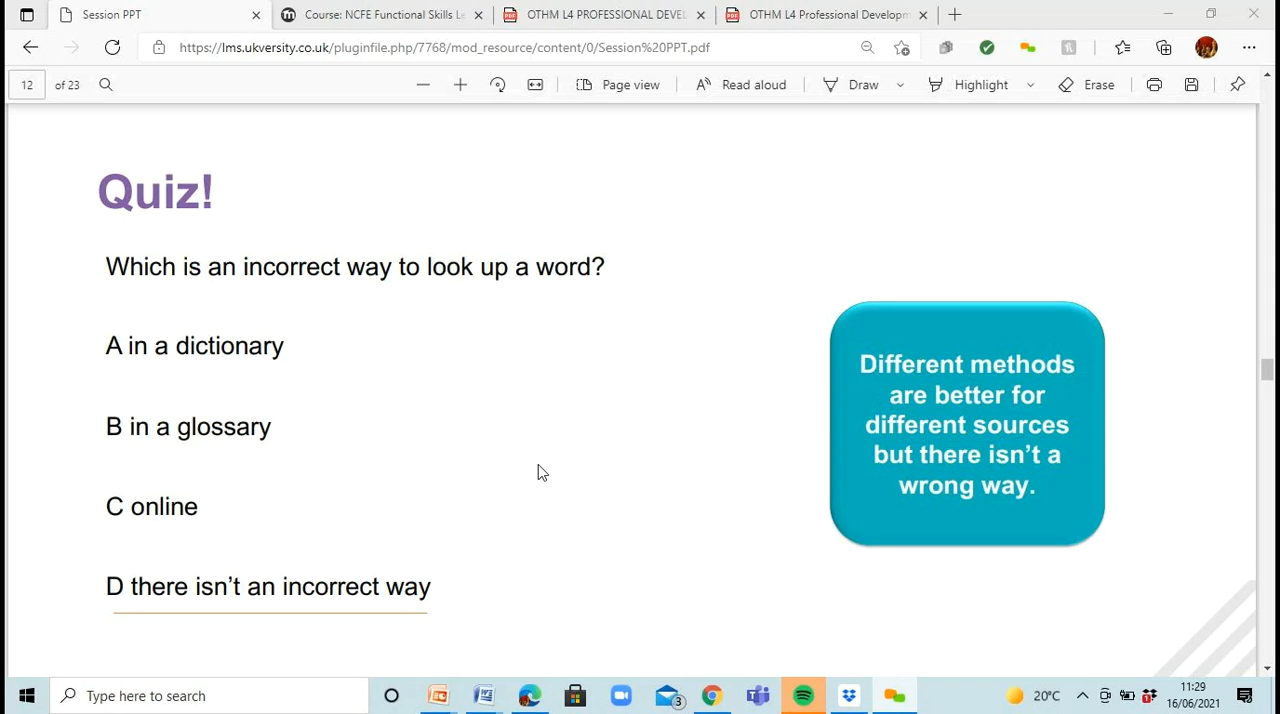 Session PPT
Course: NCFE Functional Skills Le
OTHM L4 PROFESSIONAL DEVEL
OTHM L4 Professional Developm
https://lms.ukversity.co.uk/pluginfile.php/7768/mod_resource/content/0/Session%20PPT.pdf
12 of 23
Page view
Read aloud
Draw
Highlight
Erase
Quiz!
Which is an incorrect way to look up a word?
A in a dictionary
B in a glossary
C online
D there isn't an incorrect way
Different methods
are better for
different sources
but there isn't a
wrong way.
Type here to search
3
20°C
11:29
16/06/2021